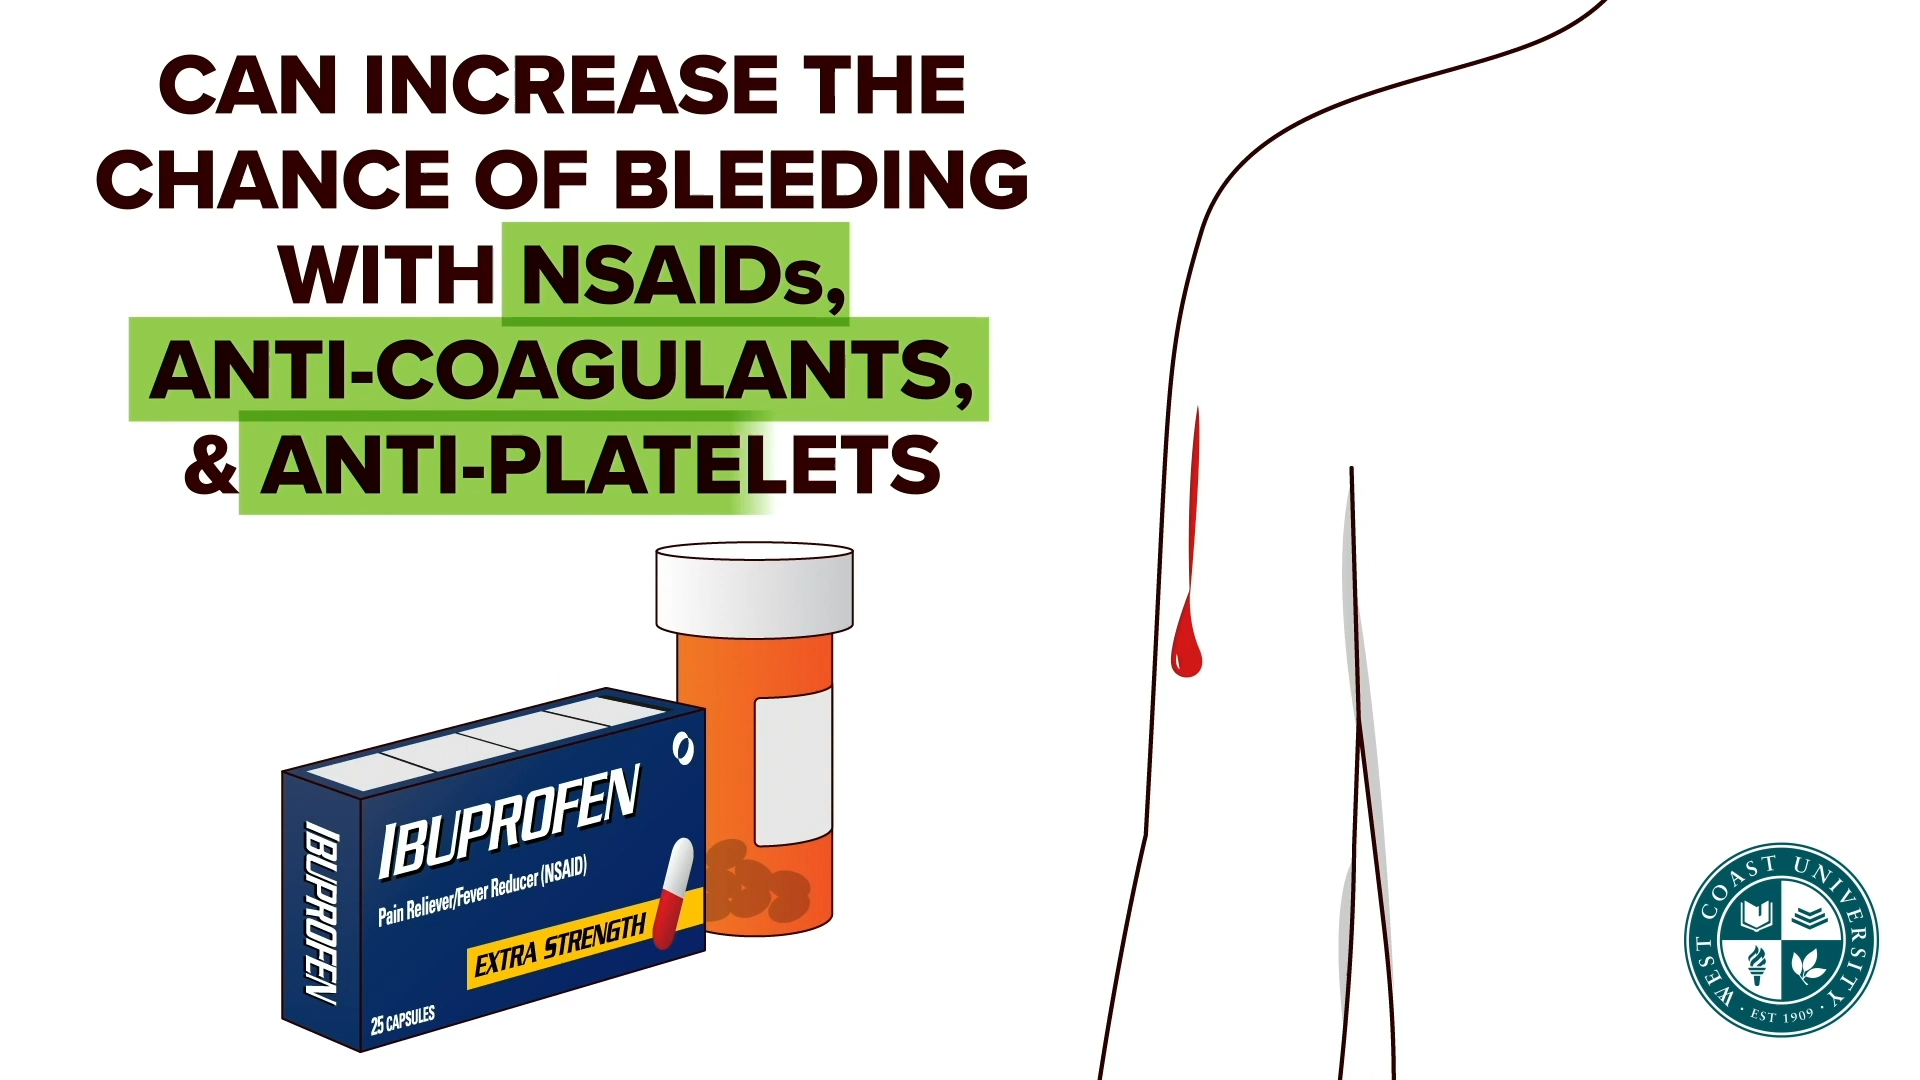 CAN INCREASE THE
CHANCE OF BLEEDING
WITH NSAIDs,
ANTI-COAGULANTS,
& ANTI-PLATELETS
IBUPROFEN
IBUPROFEN
Pain Reliever/Fever Reducer (NSAID)
EXTRA STRENGTH
25 CAPSULES
WEST COAST UNIVERSITY
· EST 1909 ·